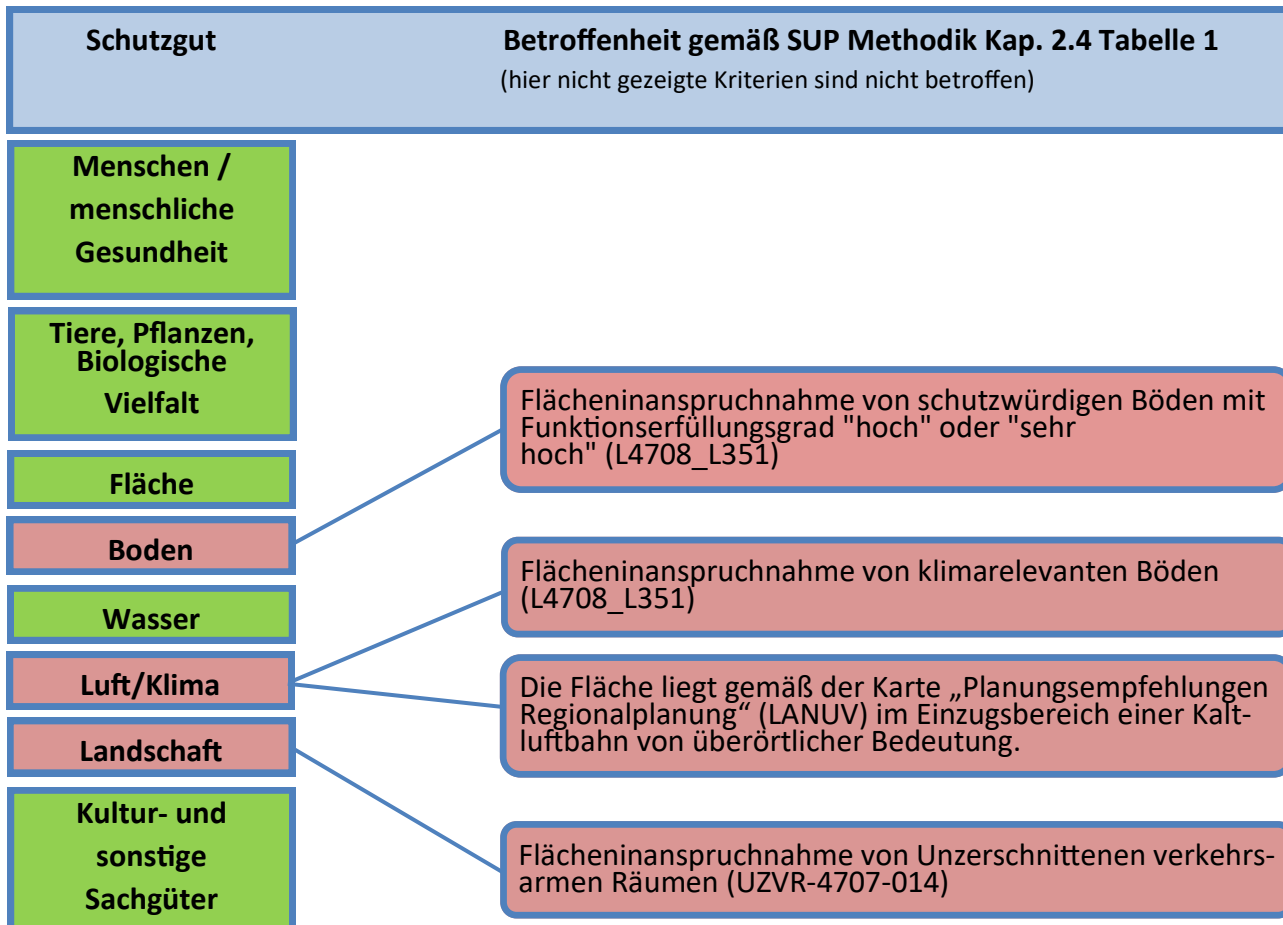 Schutzgut
Betroffenheit gemäß SUP Methodik Kap. 2.4 Tabelle 1
(hier nicht gezeigte Kriterien sind nicht betroffen)
Menschen /
menschliche
Gesundheit
Tiere, Pflanzen,
Biologische
Vielfalt
Fläche
Boden
Wasser
Luft/Klima
Landschaft
Kultur- und
sonstige
Sachgüter
Flächeninanspruchnahme von schutzwürdigen Böden mit
Funktionserfüllungsgrad "hoch" oder "sehr
hoch" (L4708_L351)
Flächeninanspruchnahme von klimarelevanten Böden
(L4708_L351)
Die Fläche liegt gemäß der Karte „Planungsempfehlungen
Regionalplanung“ (LANUV) im Einzugsbereich einer Kalt-
luftbahn von überörtlicher Bedeutung.
Flächeninanspruchnahme von Unzerschnittenen verkehrs-
armen Räumen (UZVR-4707-014)